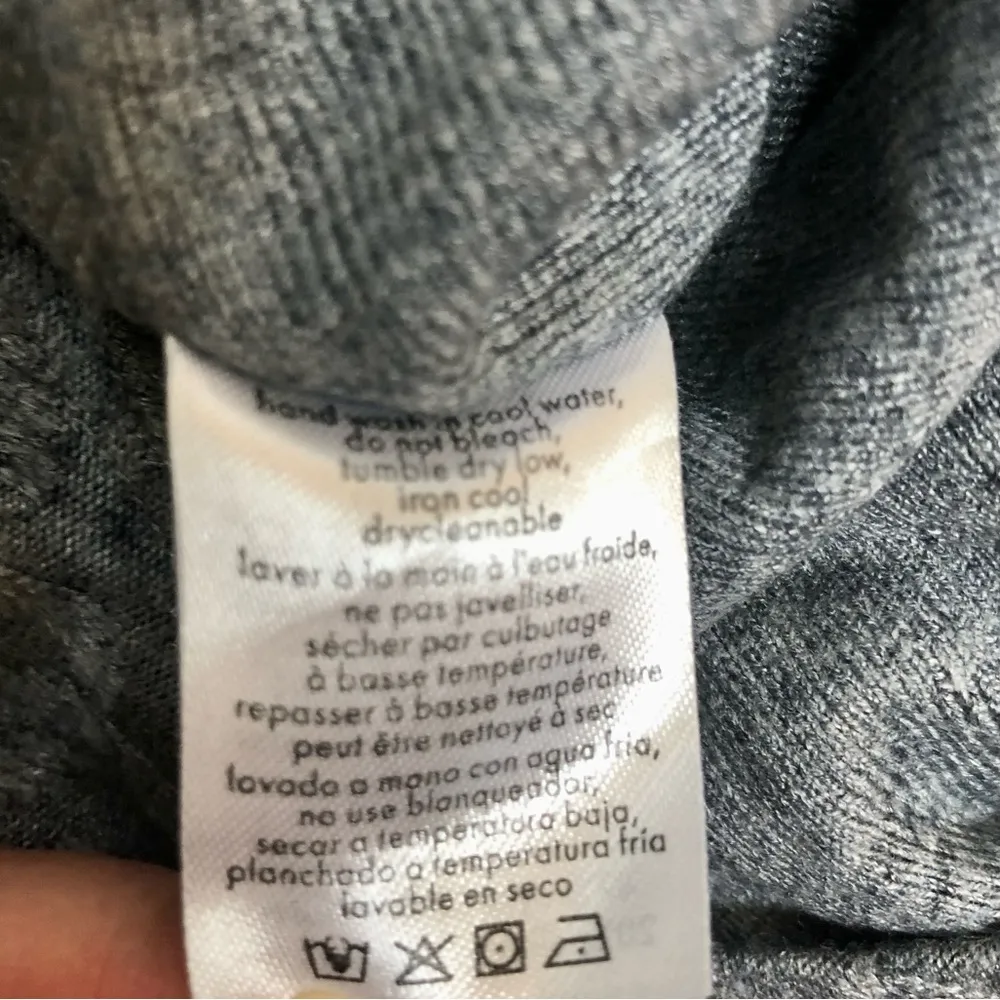 hand wash in cool water,
do not bleach,
tumble dry low,
iron cool
drycleanable
laver à la main à l'eau froide,
ne pas javelliser,
sécher par culbutage
à basse température,
repasser à basse température
peut être nettoyé à sec
lavado a mano con agua fria,
no use blanqueador,
secar a temperatura baja,
planchado a temperatura fría
lavable en seco